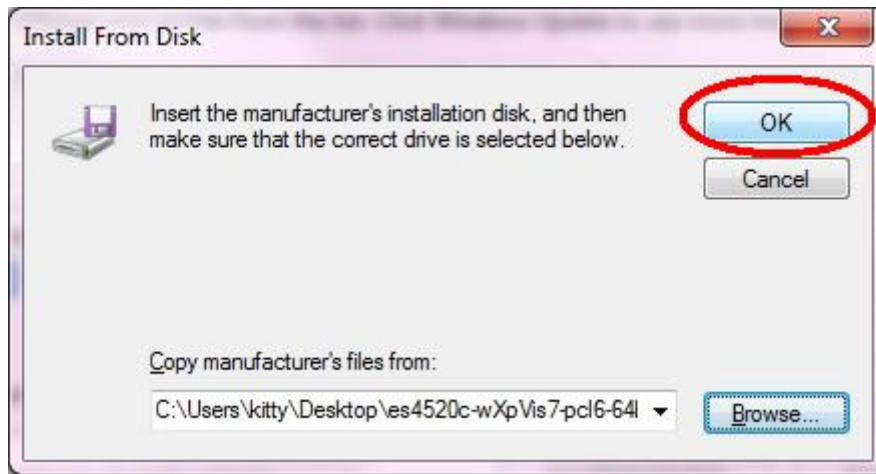 Install From Disk
Insert the manufacturer's installation disk, and then
make sure that the correct drive is selected below.
OK
Cancel
Copy manufacturer's files from:
C:\Users\kitty\Desktop\es4520c-wXpVis7-pcl6-64
Browse...